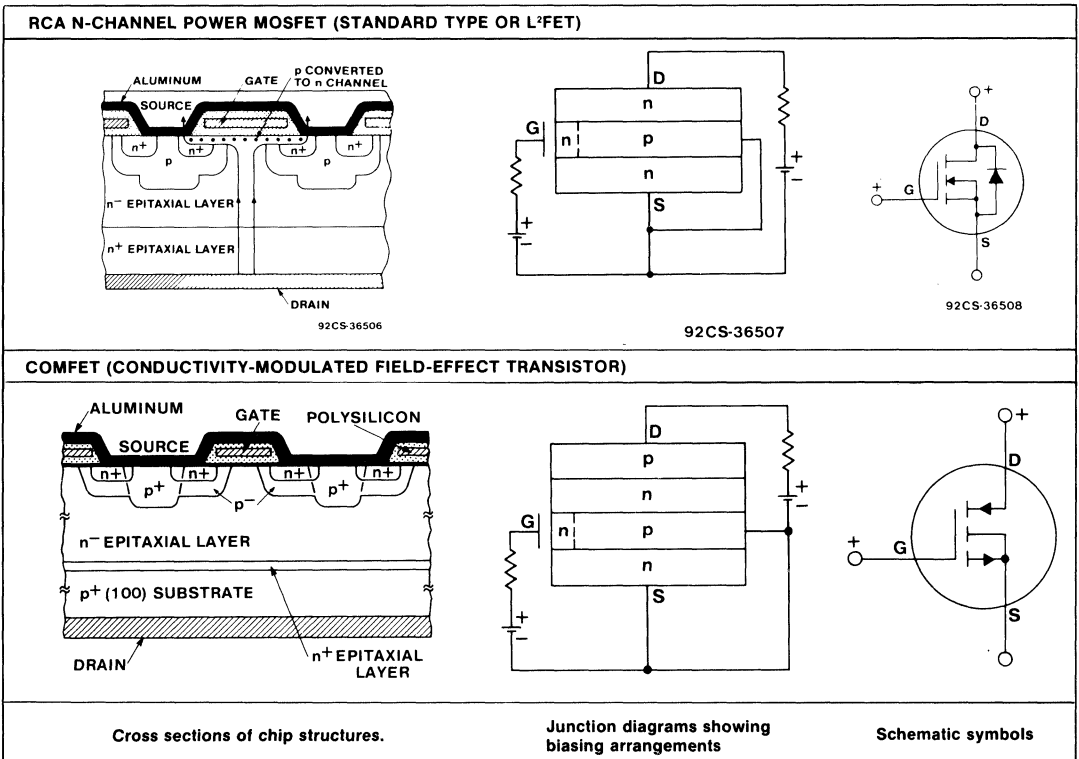 RCA N-CHANNEL POWER MOSFET (STANDARD TYPE OR L²FET)
ALUMINUM
SOURCE
GATE
p CONVERTED
TO n CHANNEL
n+
p
n+
n+
p
n+
n⁻ EPITAXIAL LAYER
n+ EPITAXIAL LAYER
DRAIN
92CS-36506
D
n
G
n
p
n
S
+
−
+
−
92CS-36507
+
D
+
G
S
92CS-36508
COMFET (CONDUCTIVITY-MODULATED FIELD-EFFECT TRANSISTOR)
ALUMINUM
SOURCE
GATE
POLYSILICON
n+
p+
n+
p⁻
n+
p+
n+
n⁻ EPITAXIAL LAYER
p+ (100) SUBSTRATE
DRAIN
n+ EPITAXIAL
LAYER
D
p
n
G
n
p
n
S
+
−
+
−
+
D
+
G
S
Cross sections of chip structures.
Junction diagrams showing
biasing arrangements
Schematic symbols